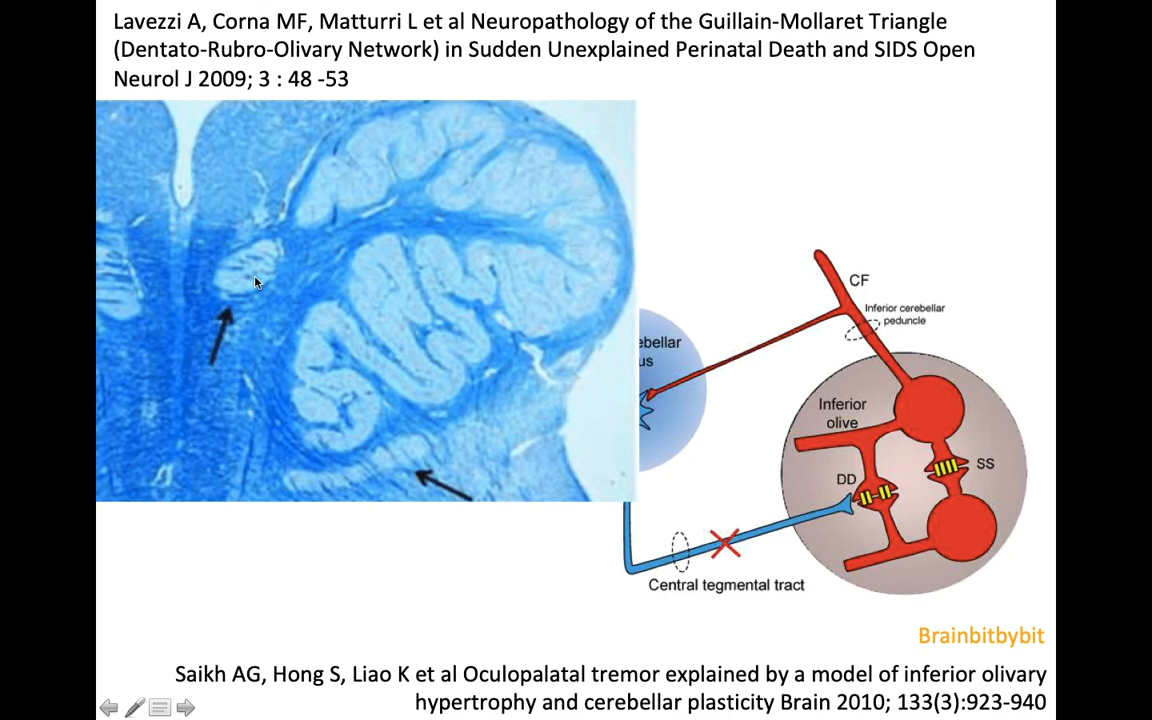 Lavezzi A, Corna MF, Matturri L et al Neuropathology of the Guillain-Mollaret Triangle
(Dentato-Rubro-Olivary Network) in Sudden Unexplained Perinatal Death and SIDS Open
Neurol J 2009; 3 : 48 -53
CF
Inferior cerebellar
peduncle
ebellar
us
Inferior
olive
SS
DD
Central tegmental tract
Brainbitbybit
Saikh AG, Hong S, Liao K et al Oculopalatal tremor explained by a model of inferior olivary
hypertrophy and cerebellar plasticity Brain 2010; 133(3):923-940